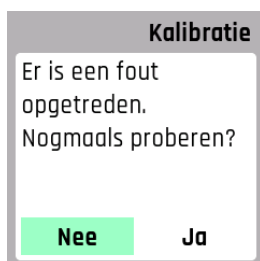 Kalibratie
Er is een fout
opgetreden.
Nogmaals proberen?
Nee Ja